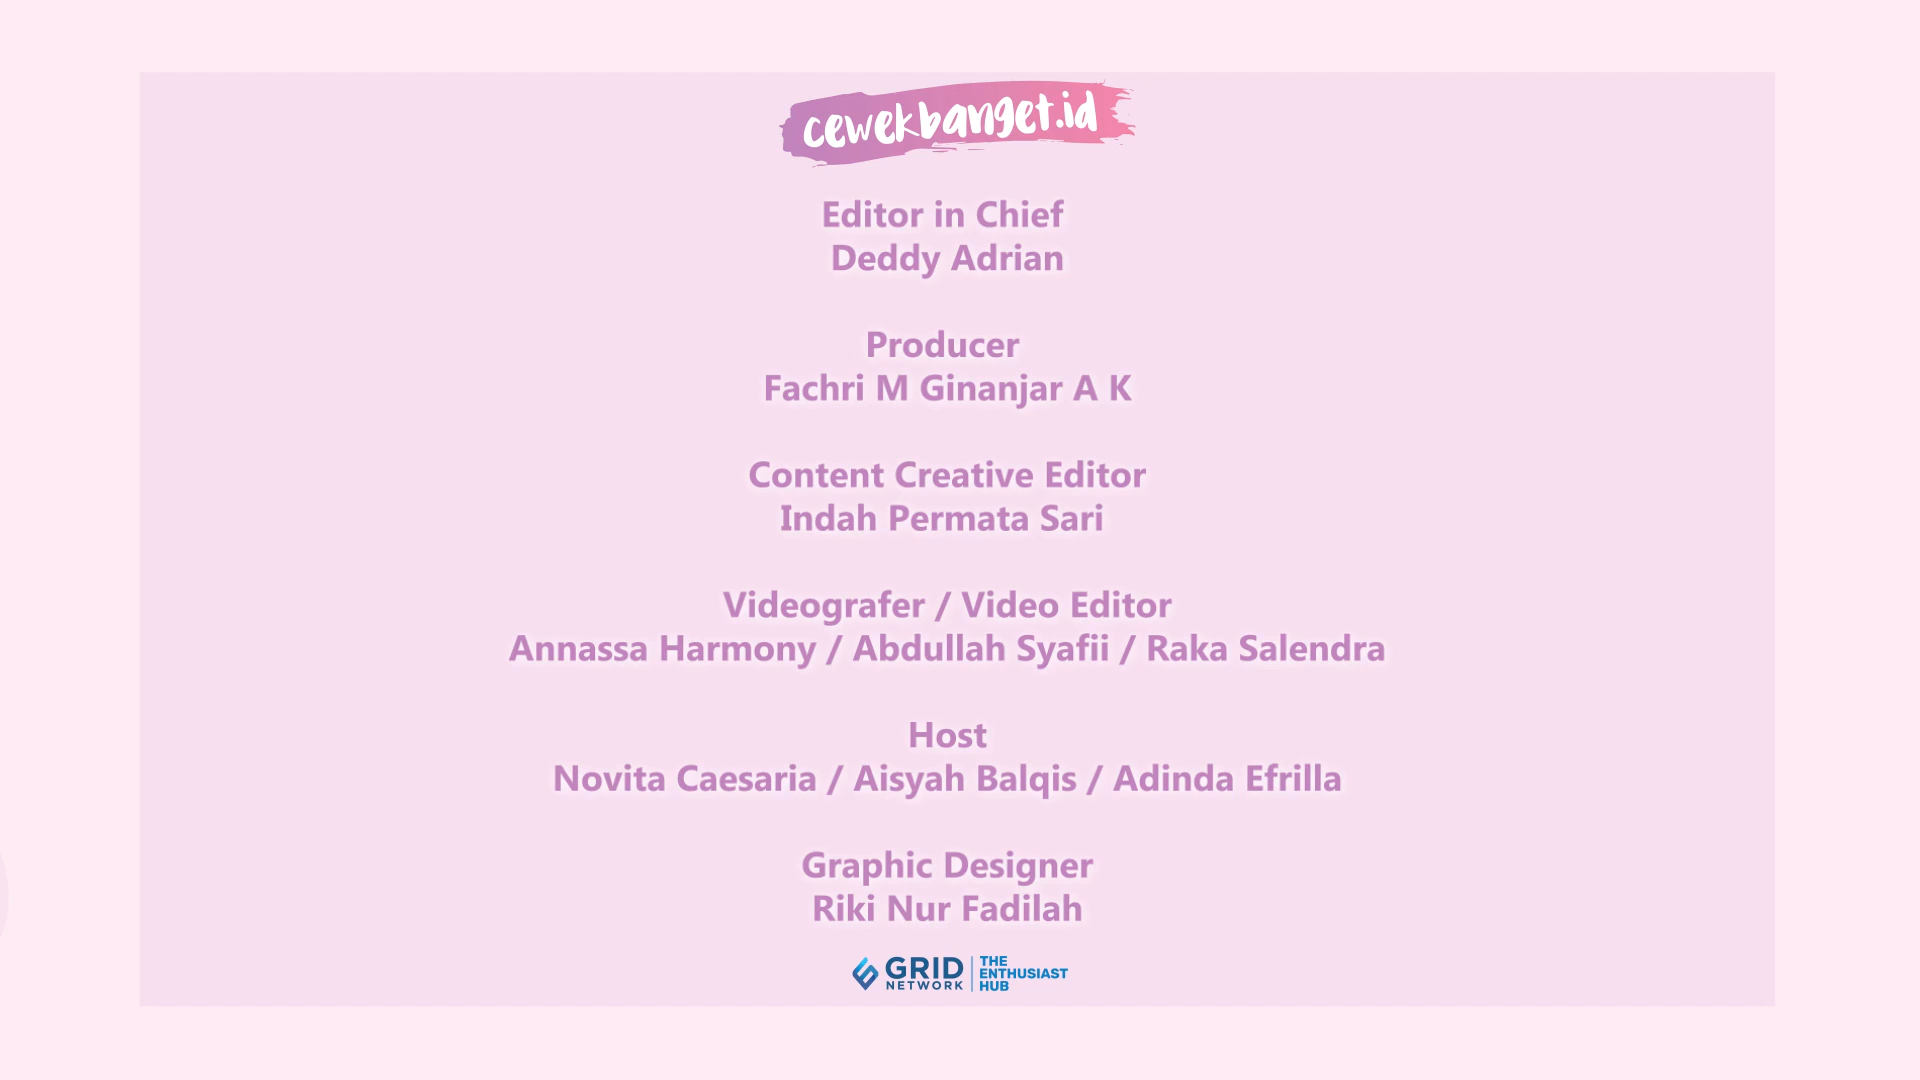 cewekbanget.id
Editor in Chief
Deddy Adrian
Producer
Fachri M Ginanjar A K
Content Creative Editor
Indah Permata Sari
Videografer / Video Editor
Annassa Harmony / Abdullah Syafii / Raka Salendra
Host
Novita Caesaria / Aisyah Balqis / Adinda Efrilla
Graphic Designer
Riki Nur Fadilah
GRID
NETWORK
THE
ENTHUSIAST
HUB